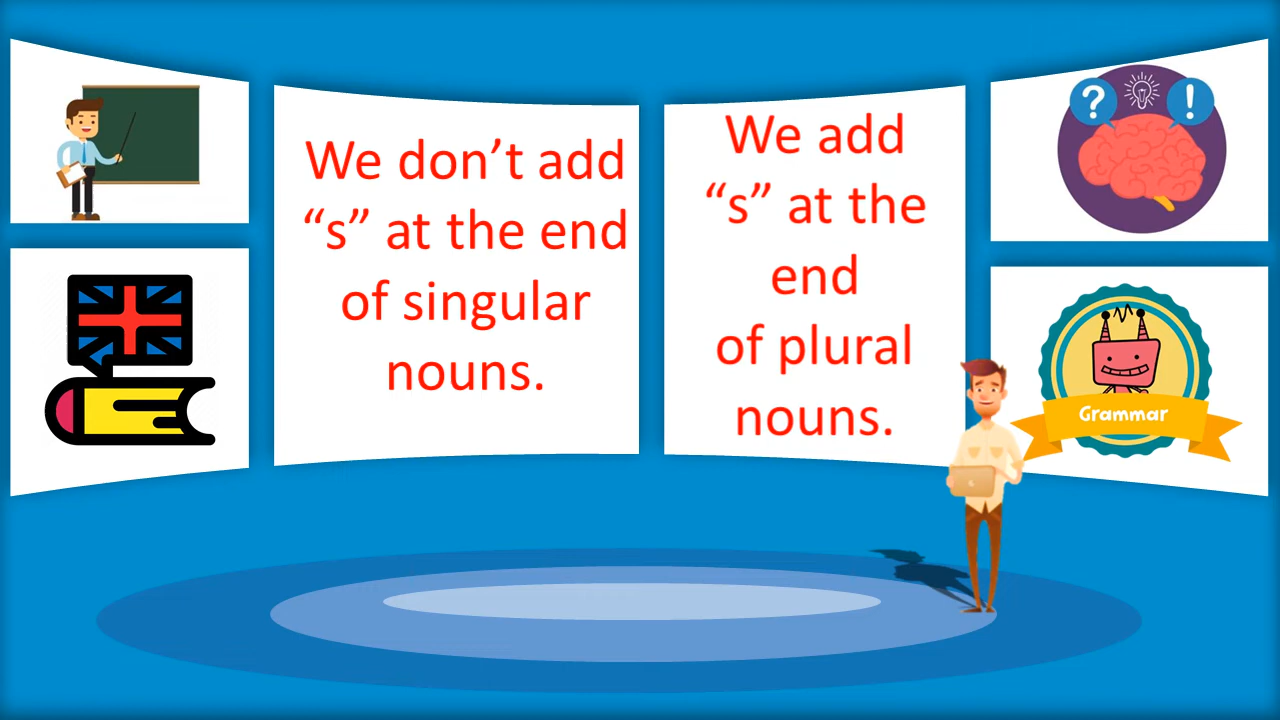 We don’t add
“s” at the end
of singular
nouns.
We add
“s” at the
end
of plural
nouns.
?
!
Grammar